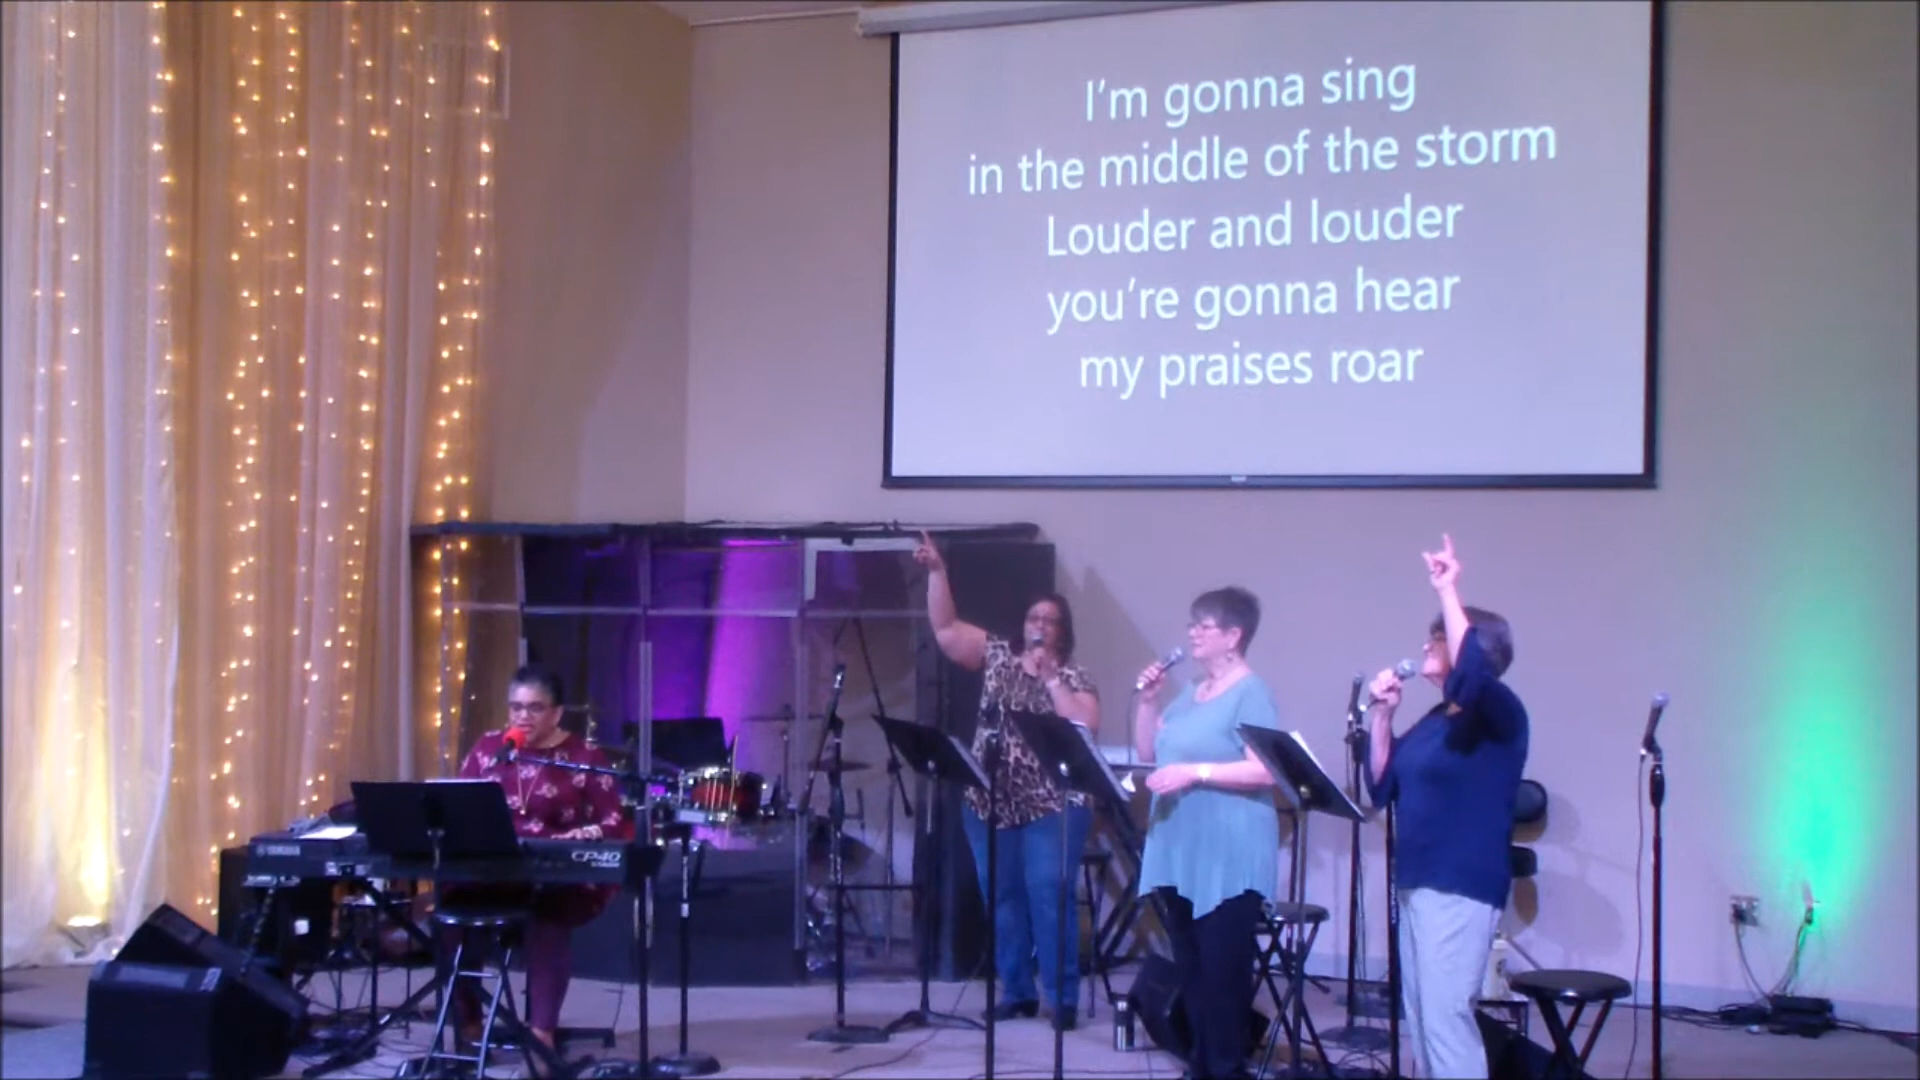 I'm gonna sing
in the middle of the storm
Louder and louder
you're gonna hear
my praises roar
YAMAHA
CP40
STAGE